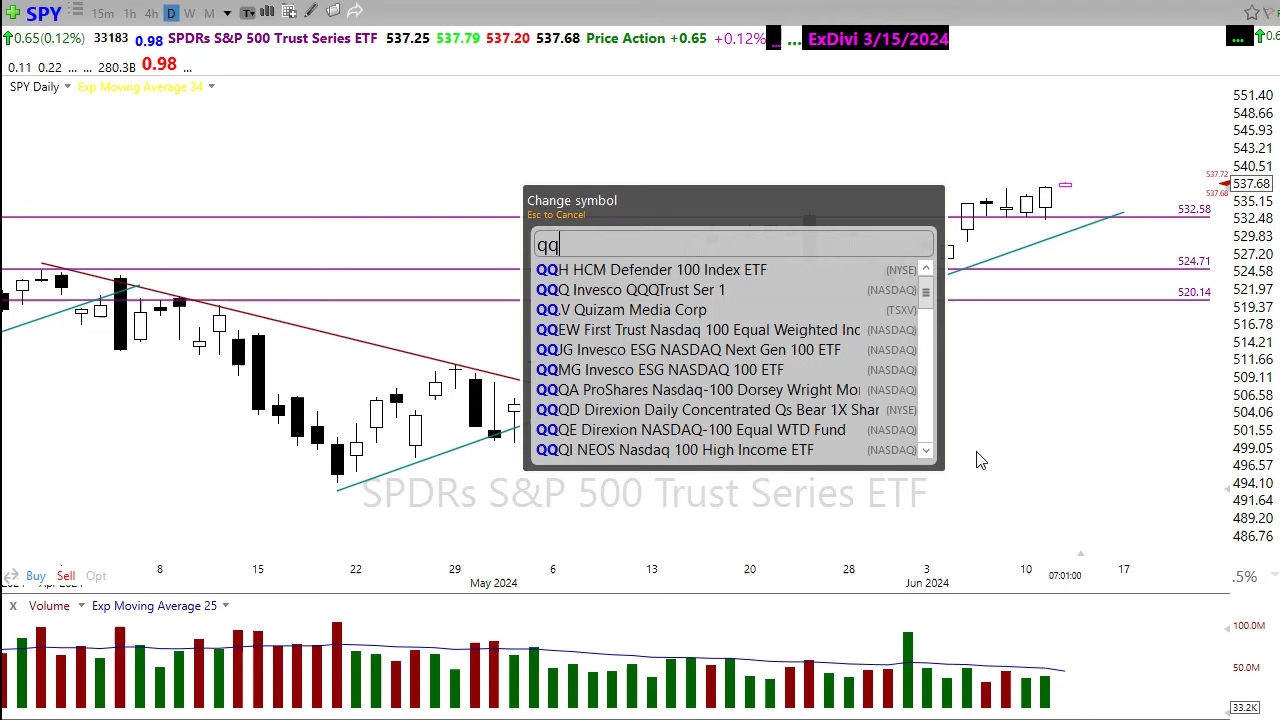 SPY 15m 1h 4h D W M T
0.65(0.12%) 33183 0.98 SPDRs S&P 500 Trust Series ETF 537.25 537.79 537.20 537.68 Price Action +0.65 +0.12% ... ... ExDivi 3/15/2024 ... 0.6
0.11 0.22 ... ... 280.3B 0.98 ...
SPY Daily Exp Moving Average 34
551.40
548.66
545.93
543.21
540.51
537.72
537.68
537.68
535.15
532.58
532.48
529.83
527.20
524.71
524.58
521.97
520.14
519.37
516.78
514.21
511.66
509.11
506.58
504.06
501.55
499.05
496.57
494.10
491.64
489.20
486.76
Change symbol
Esc to Cancel
qq
QQH HCM Defender 100 Index ETF (NYSE)
QQQ Invesco QQQTrust Ser 1 (NASDAQ)
QQ.V Quizam Media Corp (TSXV)
QQEW First Trust Nasdaq 100 Equal Weighted Inc (NASDAQ)
QQJG Invesco ESG NASDAQ Next Gen 100 ETF (NASDAQ)
QQMG Invesco ESG NASDAQ 100 ETF (NASDAQ)
QQQA ProShares Nasdaq-100 Dorsey Wright Mor (NASDAQ)
QQQD Direxion Daily Concentrated Qs Bear 1X Shar (NYSE)
QQQE Direxion NASDAQ-100 Equal WTD Fund (NASDAQ)
QQQI NEOS Nasdaq 100 High Income ETF (NASDAQ)
SPDRs S&P 500 Trust Series ETF
8 15 22 29 6 13 20 28 3 10 17
May 2024 Jun 2024 07:01:00
Buy Sell Opt
.5%
X Volume Exp Moving Average 25
100.0M
50.0M
33.2K